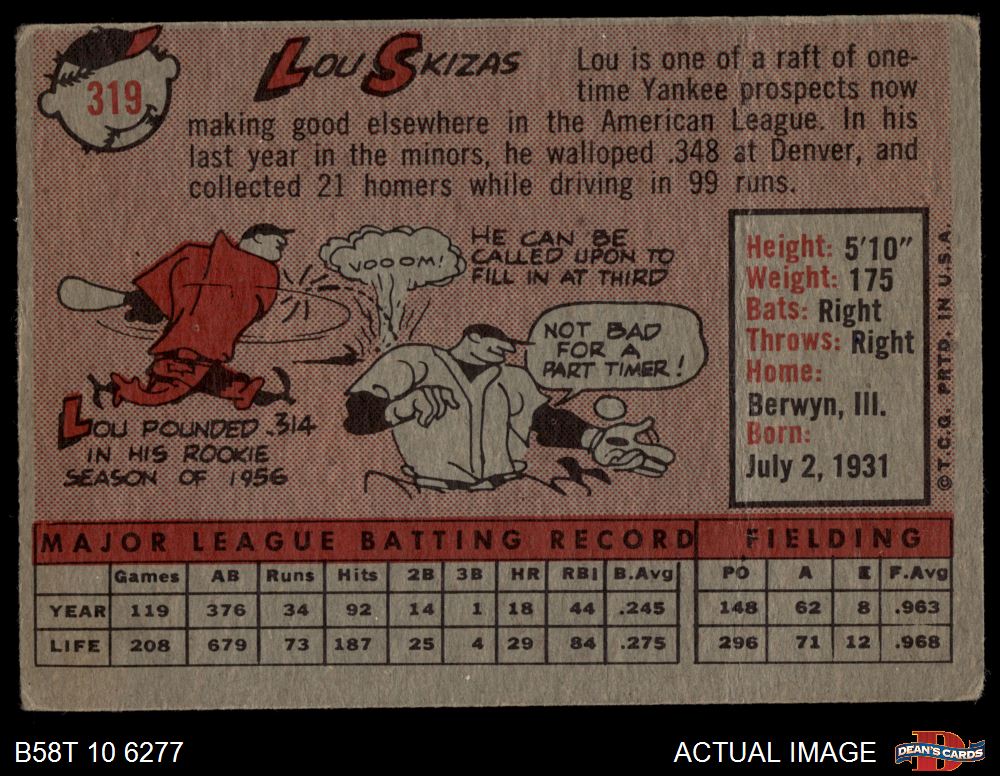 319
LOU SKIZAS
Lou is one of a raft of one-
time Yankee prospects now
making good elsewhere in the American League. In his
last year in the minors, he walloped .348 at Denver, and
collected 21 homers while driving in 99 runs.
VOOOM!
HE CAN BE
CALLED UPON TO
FILL IN AT THIRD
NOT BAD
FOR A
PART TIMER!
LOU POUNDED .314
IN HIS ROOKIE
SEASON OF 1956
Height: 5'10"
Weight: 175
Bats: Right
Throws: Right
Home:
Berwyn, Ill.
Born:
July 2, 1931
©T.C.G. PRTD. IN U.S.A.
MAJOR LEAGUE BATTING RECORD FIELDING
Games AB Runs Hits 2B 3B HR RBI B.Avg PO A E F.Avg
YEAR 119 376 34 92 14 1 18 44 .245 148 62 8 .963
LIFE 208 679 73 187 25 4 29 84 .275 296 71 12 .968
B58T 10 6277
ACTUAL IMAGE
DEAN'S CARDS